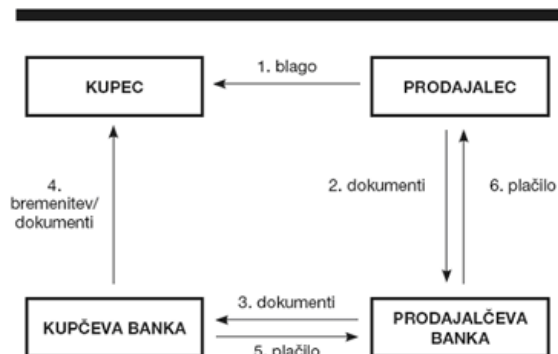 1. blago
KUPEC
PRODAJALEC
4.
bremenitev/
dokumenti
2. dokumenti
6. plačilo
3. dokumenti
KUPČEVA BANKA
PRODAJALČEVA
BANKA
5. plačilo